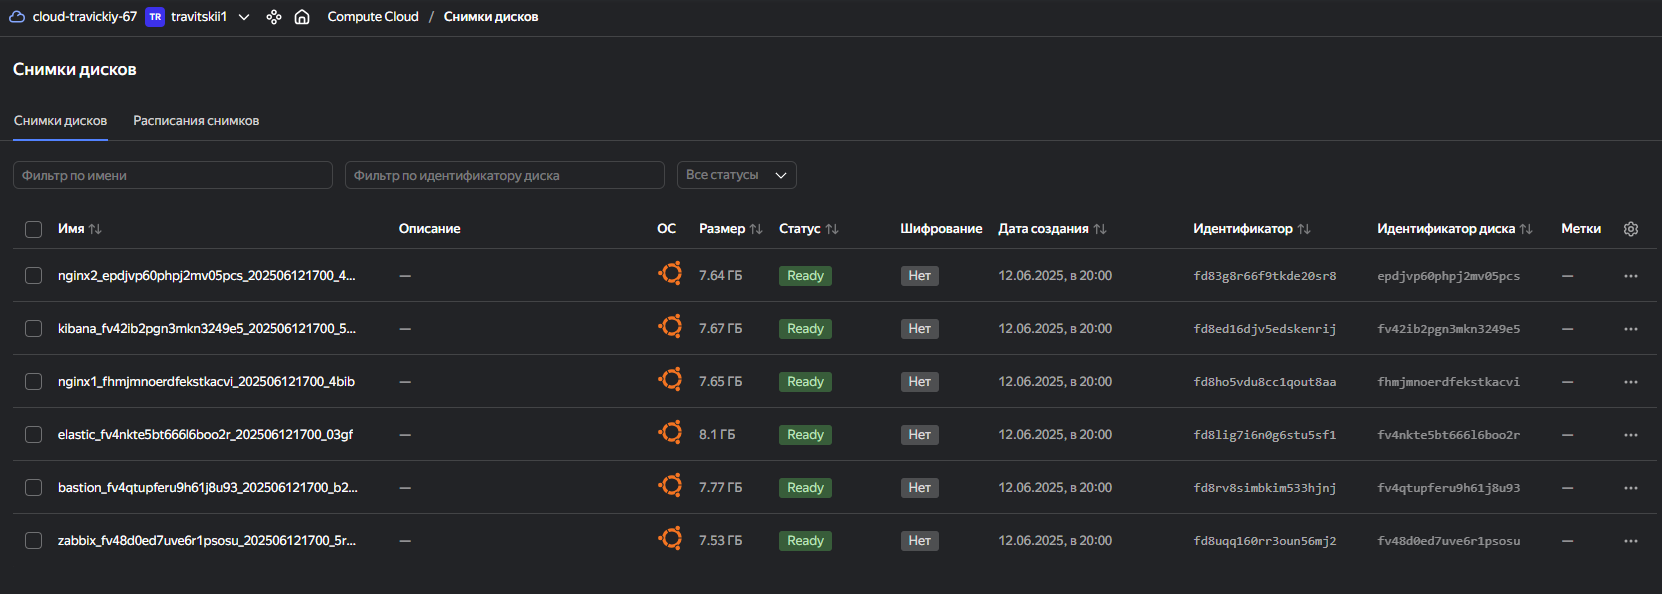 cloud-travickiy-67 TR travitskii1 Compute Cloud / Снимки дисков
Снимки дисков
Снимки дисков Расписания снимков
Фильтр по имени Фильтр по идентификатору диска Все статусы
Имя Описание ОС Размер Статус Шифрование Дата создания Идентификатор Идентификатор диска Метки
nginx2_epdjvp60phpj2mv05pcs_202506121700_4... — 7.64 ГБ Ready Нет 12.06.2025, в 20:00 fd83g8r66f9tkde20sr8 epdjvp60phpj2mv05pcs —
kibana_fv42ib2pgn3mkn3249e5_202506121700_5... — 7.67 ГБ Ready Нет 12.06.2025, в 20:00 fd8ed16djv5edskenrij fv42ib2pgn3mkn3249e5 —
nginx1_fhmjmnoerdfekstkacvi_202506121700_4bib — 7.65 ГБ Ready Нет 12.06.2025, в 20:00 fd8ho5vdu8cc1qout8aa fhmjmnoerdfekstkacvi —
elastic_fv4nkte5bt666l6boo2r_202506121700_03gf — 8.1 ГБ Ready Нет 12.06.2025, в 20:00 fd8lig7i6n0g6stu5sf1 fv4nkte5bt666l6boo2r —
bastion_fv4qtupferu9h61j8u93_202506121700_b2... — 7.77 ГБ Ready Нет 12.06.2025, в 20:00 fd8rv8simbkim533hjnj fv4qtupferu9h61j8u93 —
zabbix_fv48d0ed7uve6r1psosu_202506121700_5r... — 7.53 ГБ Ready Нет 12.06.2025, в 20:00 fd8uqq160rr3oun56mj2 fv48d0ed7uve6r1psosu —